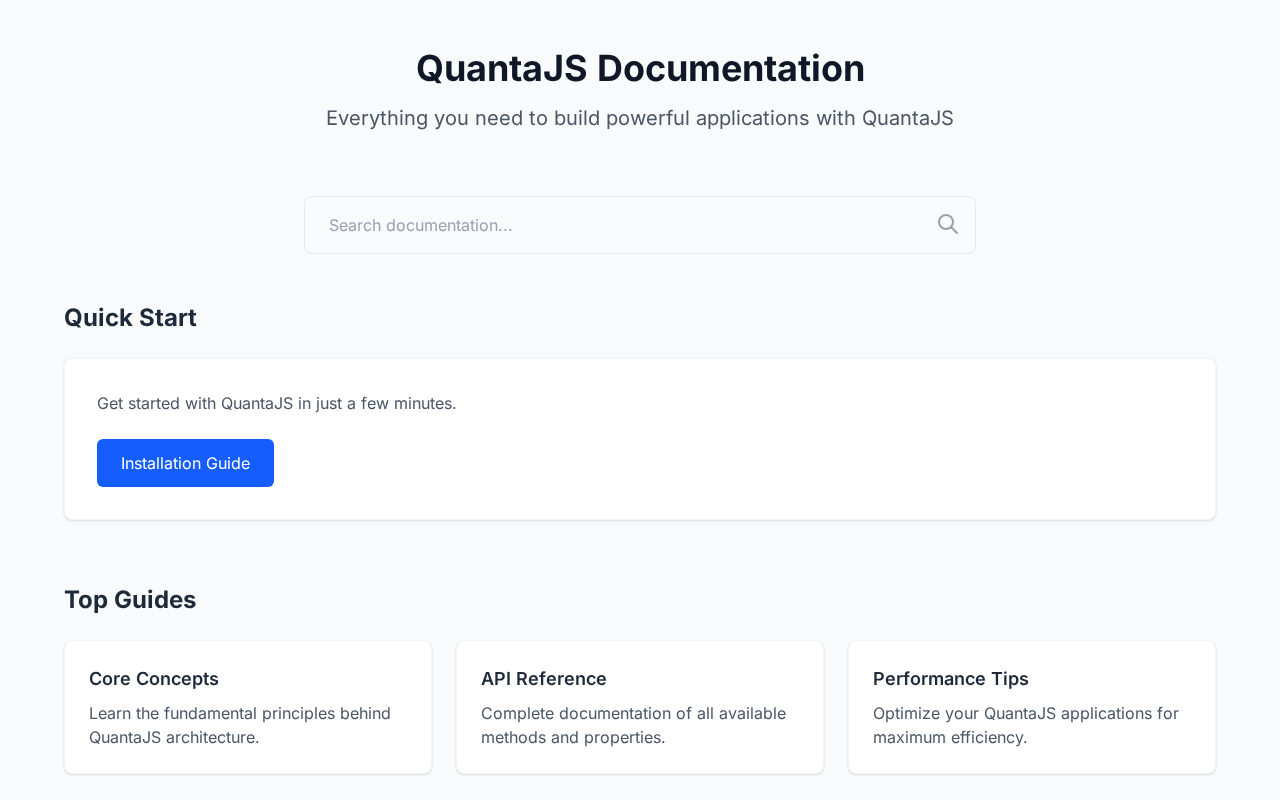 QuantaJS Documentation
Everything you need to build powerful applications with QuantaJS
Search documentation...
Quick Start
Get started with QuantaJS in just a few minutes.
Installation Guide
Top Guides
Core Concepts
Learn the fundamental principles behind
QuantaJS architecture.
API Reference
Complete documentation of all available
methods and properties.
Performance Tips
Optimize your QuantaJS applications for
maximum efficiency.